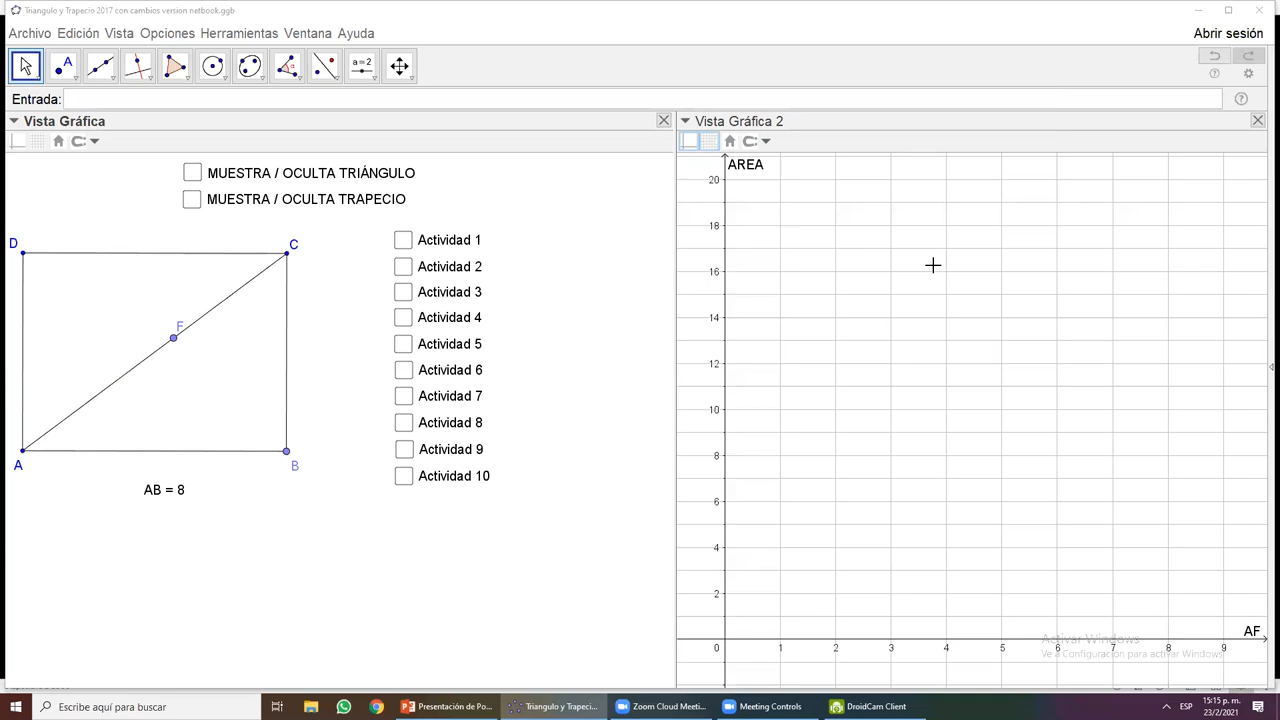 Triangulo y Trapecio 2017 con cambios version netbook.ggb
Archivo Edición Vista Opciones Herramientas Ventana Ayuda
Abrir sesión
A
a = 2
Entrada:
Vista Gráfica
Vista Gráfica 2
MUESTRA / OCULTA TRIÁNGULO
MUESTRA / OCULTA TRAPECIO
D
C
F
A
B
AB = 8
Actividad 1
Actividad 2
Actividad 3
Actividad 4
Actividad 5
Actividad 6
Actividad 7
Actividad 8
Actividad 9
Actividad 10
AREA
20
18
16
14
12
10
8
6
4
2
0 1 2 3 4 5 6 7 8 9
AF
Activar Windows
Ve a Configuración para activar Windows
Escribe aquí para buscar
Presentación de Po...
Triangulo y Trapeci...
Zoom Cloud Meeti...
Meeting Controls
DroidCam Client
ESP
15:15 p. m.
23/2/2021